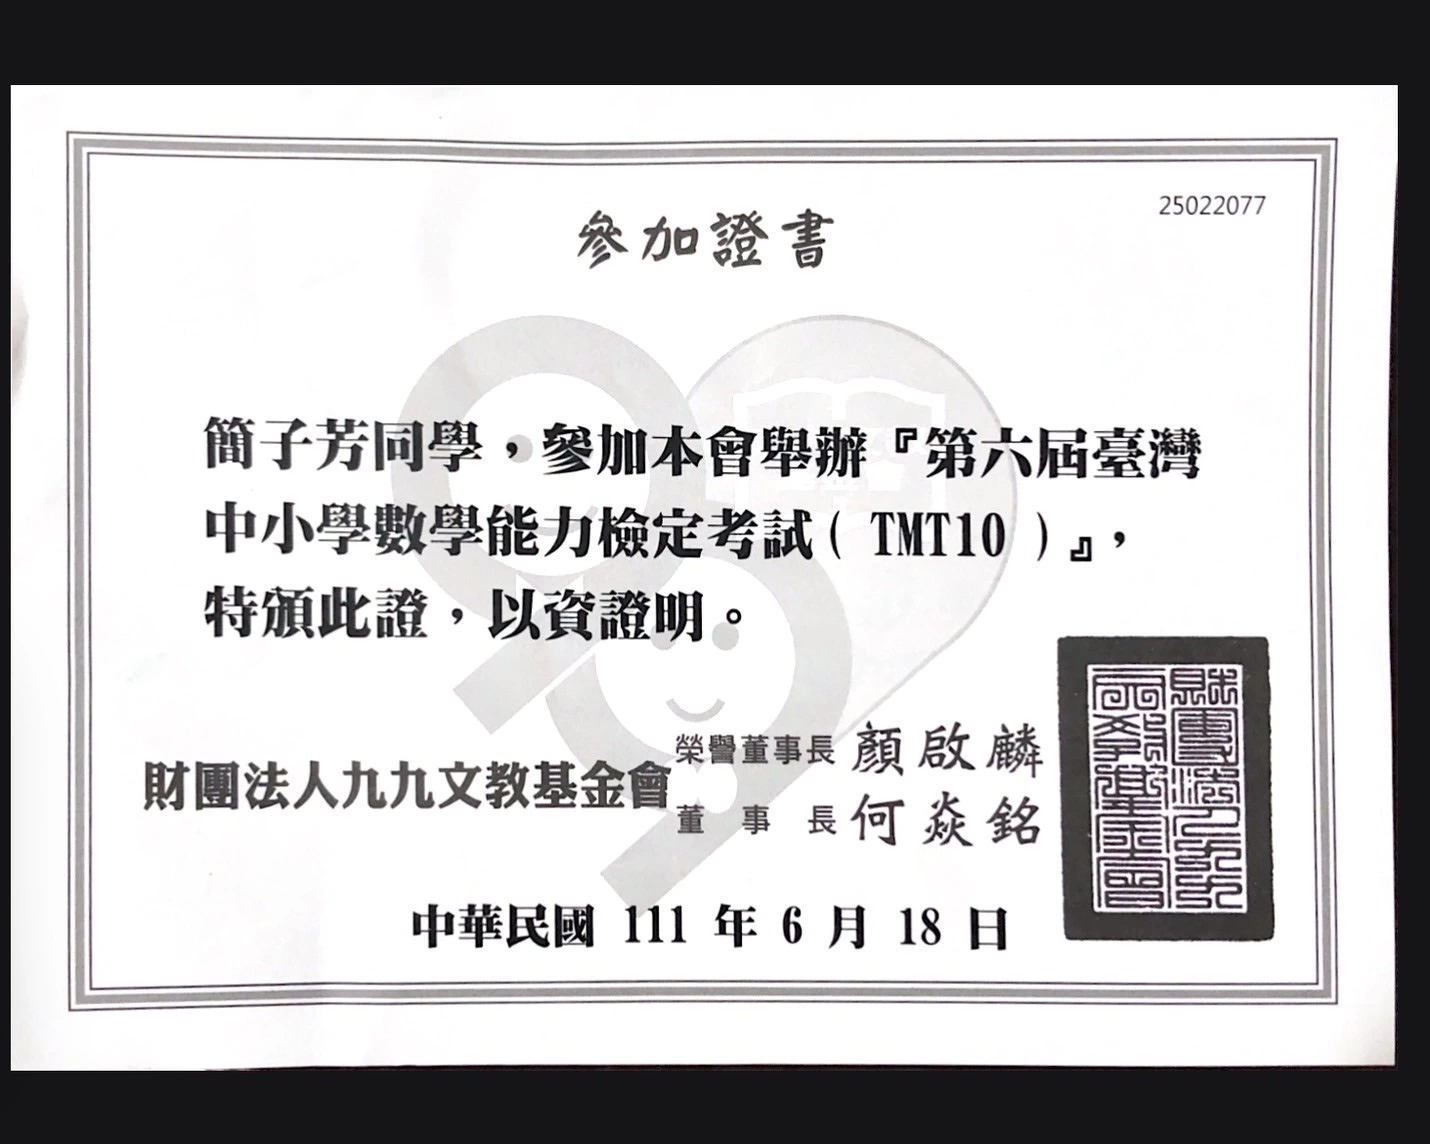 25022077
參加證書
簡子芳同學，參加本會舉辦『第六屆臺灣
中小學數學能力檢定考試( TMT10 )』，
特頒此證，以資證明。
財團法人九九文教基金會
榮譽董事長 顏啟麟
董事長 何焱銘
財團法人九九
文教基金會
中華民國 111 年 6 月 18 日